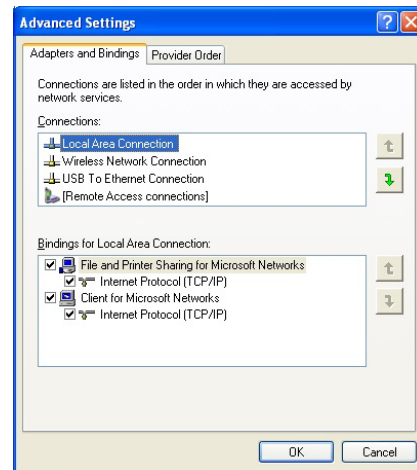 Advanced Settings
Adapters and Bindings
Provider Order
Connections are listed in the order in which they are accessed by
network services.
Connections:
Local Area Connection
Wireless Network Connection
USB To Ethernet Connection
[Remote Access connections]
Bindings for Local Area Connection:
File and Printer Sharing for Microsoft Networks
Internet Protocol (TCP/IP)
Client for Microsoft Networks
Internet Protocol (TCP/IP)
OK
Cancel